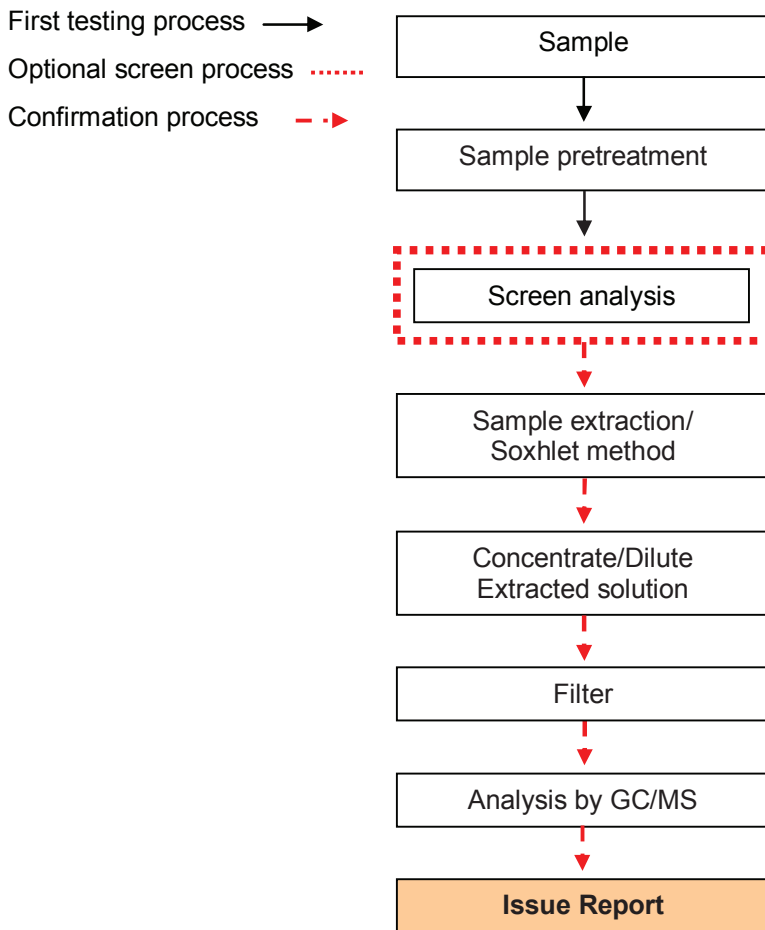 First testing process
Optional screen process
Confirmation process
Sample
Sample pretreatment
Screen analysis
Sample extraction/
Soxhlet method
Concentrate/Dilute
Extracted solution
Filter
Analysis by GC/MS
Issue Report